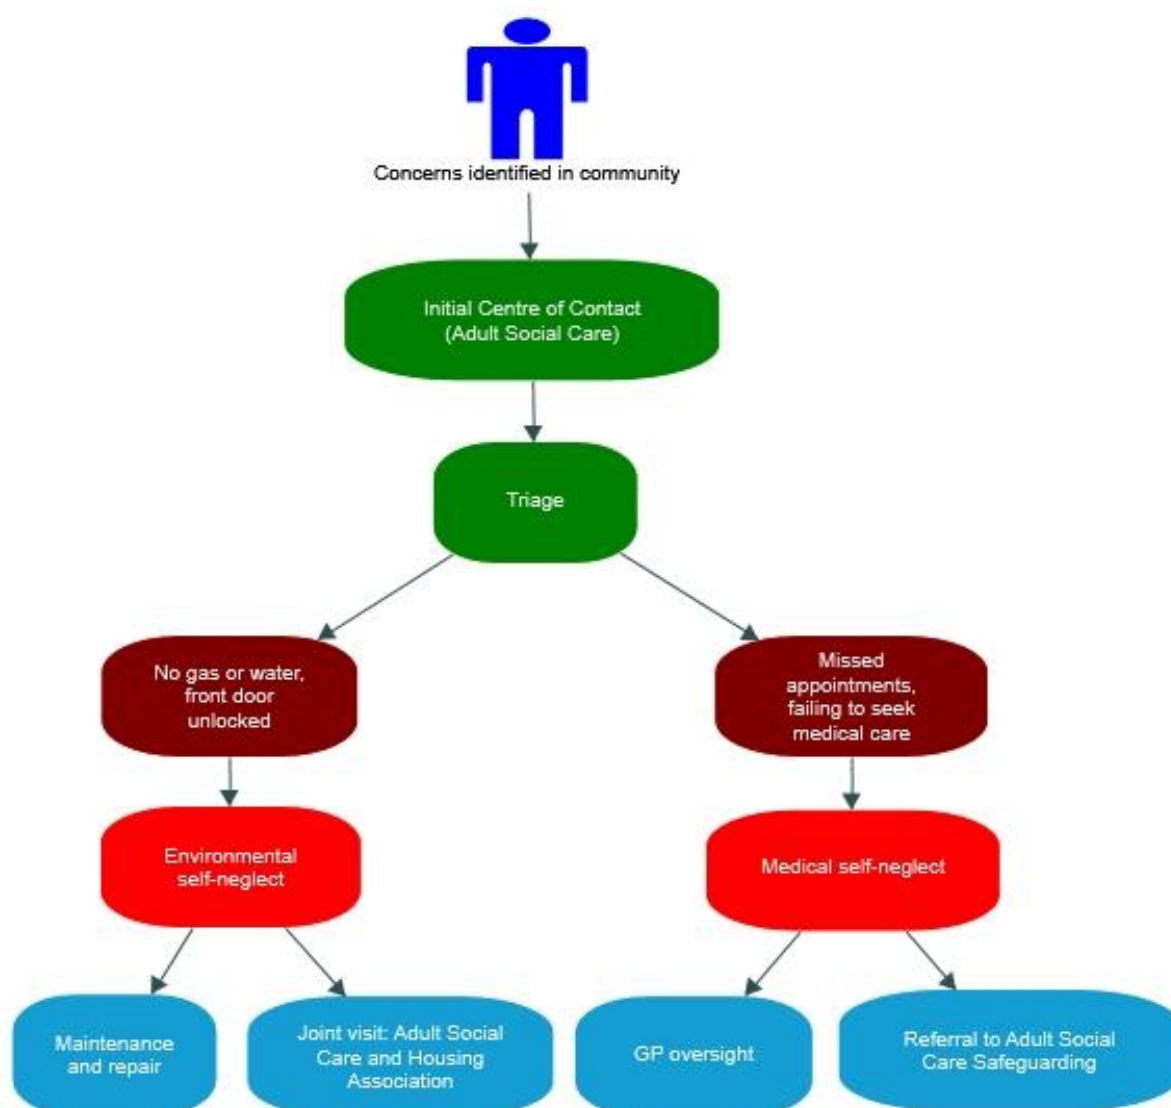 Concerns identified in community
Initial Centre of Contact
(Adult Social Care)
Triage
No gas or water,
front door
unlocked
Missed
appointments,
failing to seek
medical care
Environmental
self-neglect
Medical self-neglect
Maintenance
and repair
Joint visit: Adult Social
Care and Housing
Association
GP oversight
Referral to Adult Social
Care Safeguarding